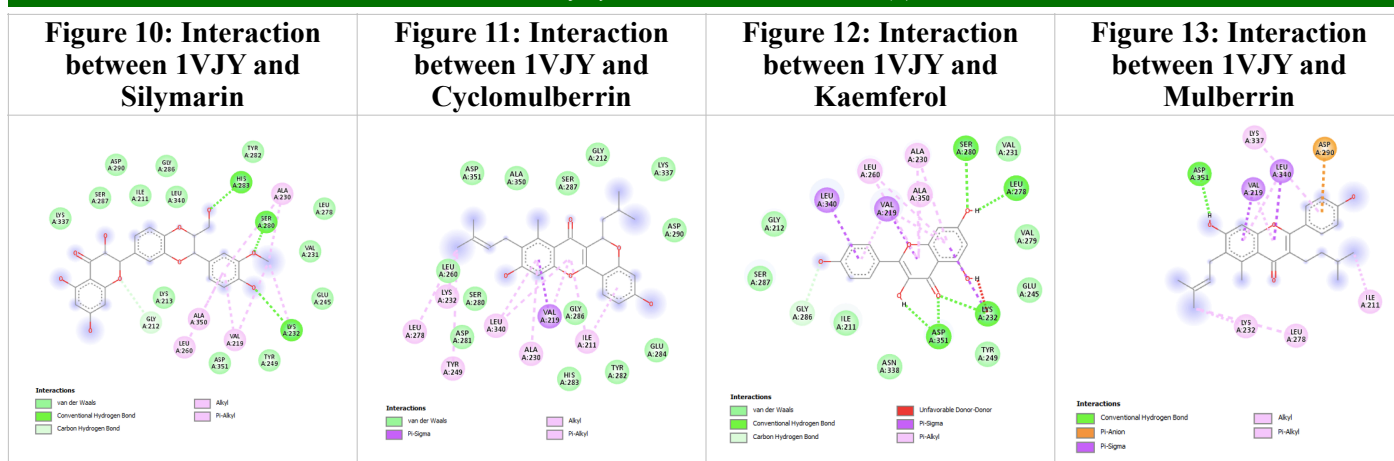 Figure 10: Interaction
between 1VJY and
Silymarin
Figure 11: Interaction
between 1VJY and
Cyclomulberrin
Figure 12: Interaction
between 1VJY and
Kaemferol
Figure 13: Interaction
between 1VJY and
Mulberrin
TYR
A:282
ASP
A:290
GLY
A:286
HIS
A:283
SER
A:287
ILE
A:211
LEU
A:340
ALA
A:230
LYS
A:337
SER
A:280
LEU
A:278
VAL
A:231
LYS
A:213
GLU
A:245
GLY
A:212
ALA
A:350
LYS
A:232
VAL
A:219
LEU
A:260
ASP
A:351
TYR
A:249
Interactions
van der Waals
Conventional Hydrogen Bond
Carbon Hydrogen Bond
Alkyl
Pi-Alkyl
GLY
A:212
ASP
A:351
ALA
A:350
SER
A:287
LYS
A:337
ASP
A:290
LEU
A:260
LYS
A:232
SER
A:280
VAL
A:219
GLY
A:286
LEU
A:278
LEU
A:340
ASP
A:281
ILE
A:211
ALA
A:230
GLU
A:284
TYR
A:249
HIS
A:283
TYR
A:282
Interactions
van der Waals
Pi-Sigma
Alkyl
Pi-Alkyl
SER
A:280
VAL
A:231
ALA
A:230
LEU
A:260
LEU
A:278
ALA
A:350
LEU
A:340
VAL
A:219
H
GLY
A:212
O
VAL
A:279
SER
A:287
H
GLU
A:245
GLY
A:286
H
LYS
A:232
ILE
A:211
ASP
A:351
TYR
A:249
ASN
A:338
Interactions
van der Waals
Conventional Hydrogen Bond
Carbon Hydrogen Bond
Unfavorable Donor-Donor
Pi-Sigma
Pi-Alkyl
LYS
A:337
ASP
A:290
ASP
A:351
LEU
A:340
VAL
A:219
H
ILE
A:211
LYS
A:232
LEU
A:278
Interactions
Conventional Hydrogen Bond
Pi-Anion
Pi-Sigma
Alkyl
Pi-Alkyl